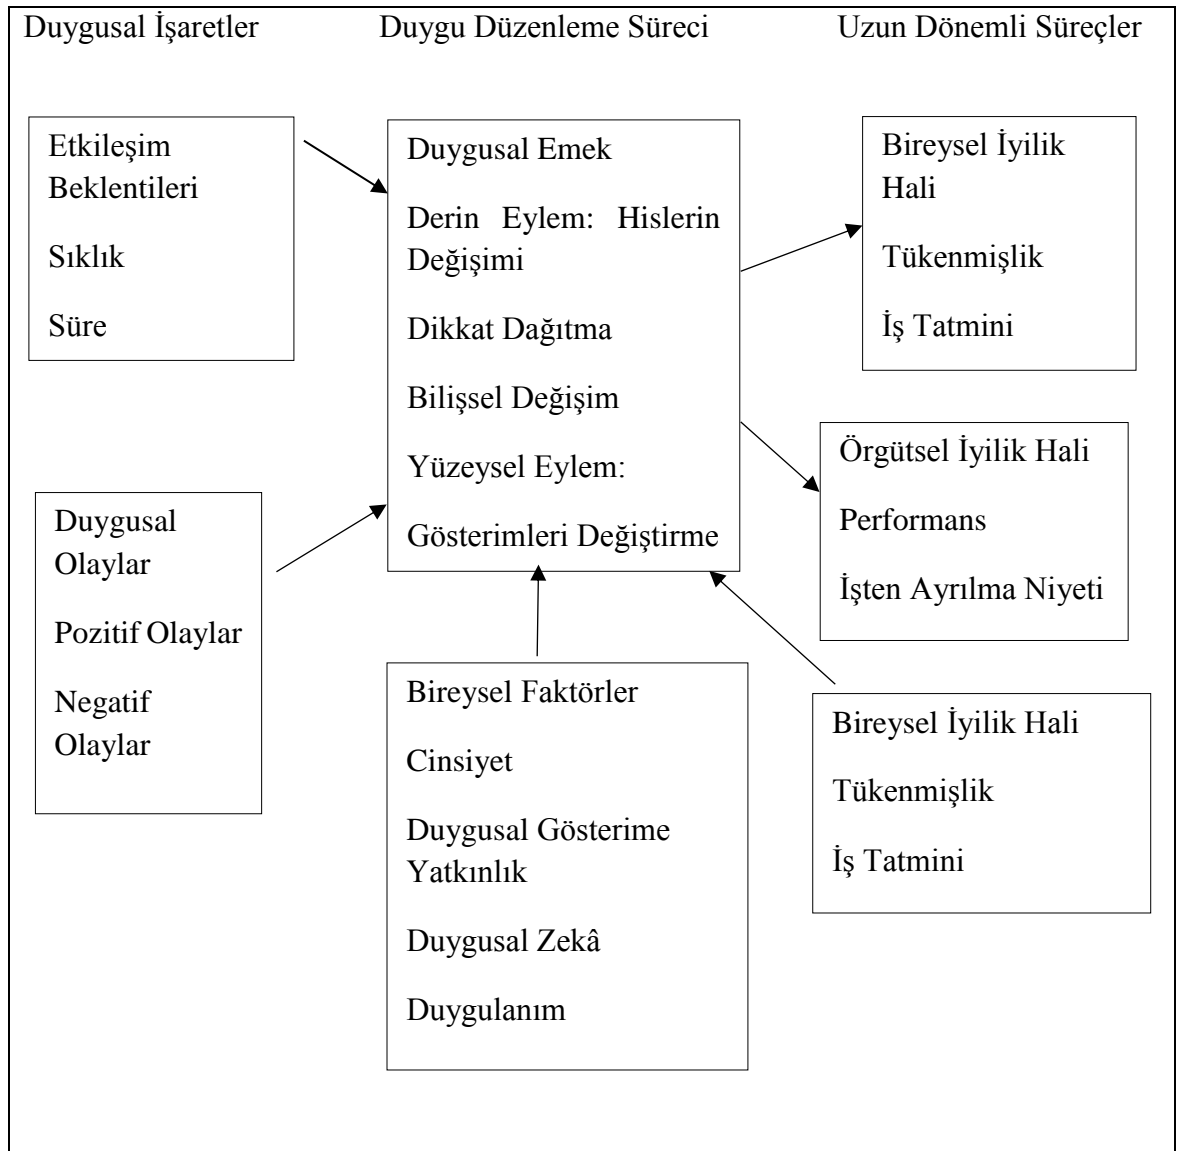 Duygusal İşaretler
Duygu Düzenleme Süreci
Uzun Dönemli Süreçler
Etkileşim
Beklentileri
Sıklık
Süre
Duygusal
Olaylar
Pozitif Olaylar
Negatif
Olaylar
Duygusal Emek
Derin Eylem: Hislerin
Değişimi
Dikkat Dağıtma
Bilişsel Değişim
Yüzeysel Eylem:
Gösterimleri Değiştirme
Bireysel Faktörler
Cinsiyet
Duygusal Gösterime
Yatkınlık
Duygusal Zekâ
Duygulanım
Bireysel İyilik
Hali
Tükenmişlik
İş Tatmini
Örgütsel İyilik Hali
Performans
İşten Ayrılma Niyeti
Bireysel İyilik Hali
Tükenmişlik
İş Tatmini